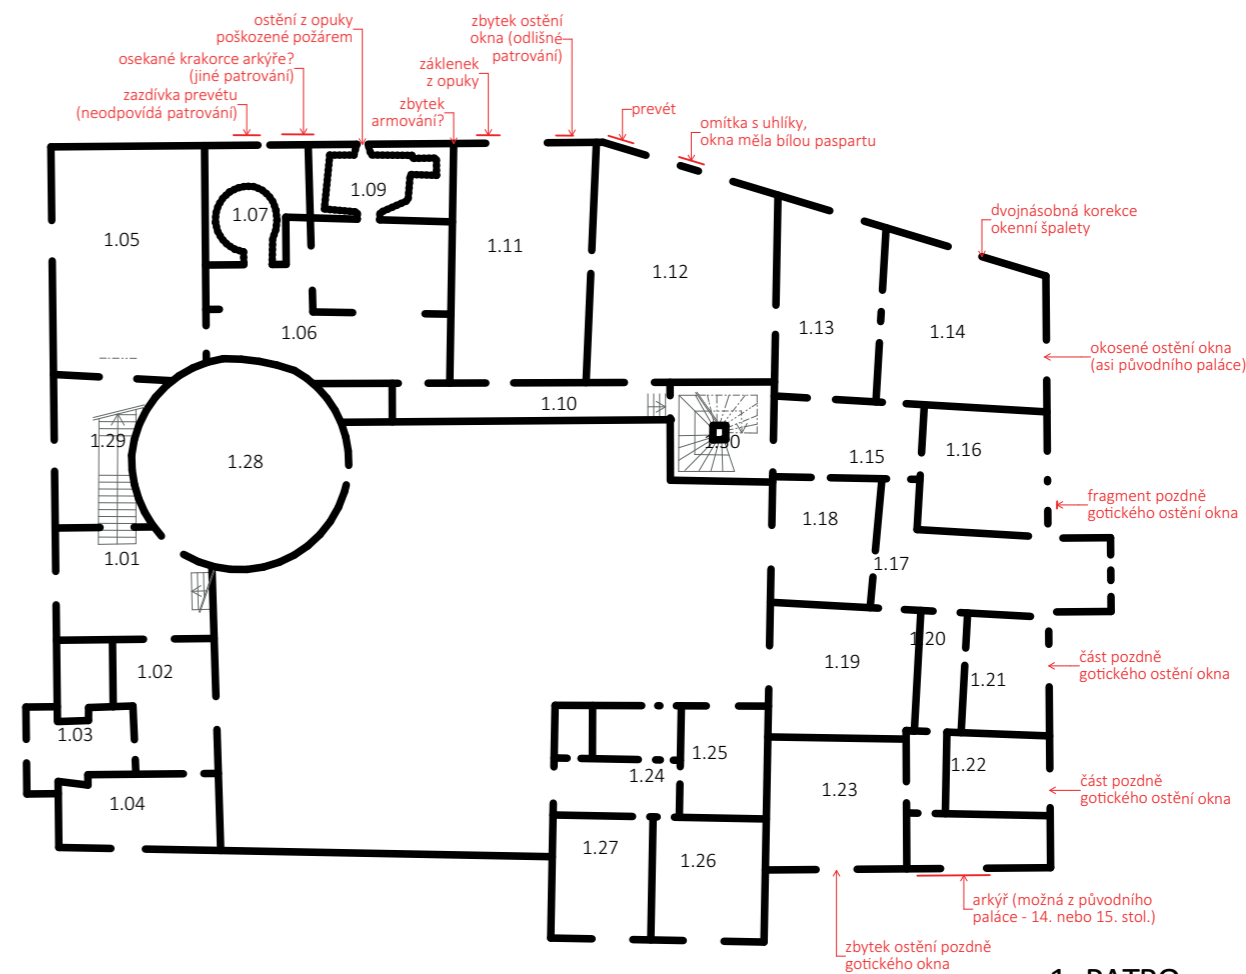 ostění z opuky
poškozené požárem
zbytek ostění
okna (odlišné
patrování)
osekané krakorce arkýře?
(jiné patrování)
záklenek
z opuky
zazdívka prevétu
(neodpovídá patrování)
zbytek
armování?
prevét
omítka s uhlíky,
okna měla bílou paspartu
dvojnásobná korekce
okenní špalety
okosené ostění okna
(asi původního paláce)
fragment pozdně
gotického ostění okna
část pozdně
gotického ostění okna
část pozdně
gotického ostění okna
arkýř (možná z původního
paláce - 14. nebo 15. stol.)
zbytek ostění pozdně
gotického okna
1.09
1.07
1.05
1.11
1.12
1.06
1.13
1.14
1.10
1.29
1.28
1.15
1.16
1.18
1.01
1.17
1.20
1.19
1.02
1.21
1.03
1.25
1.24
1.22
1.04
1.23
1.27
1.26